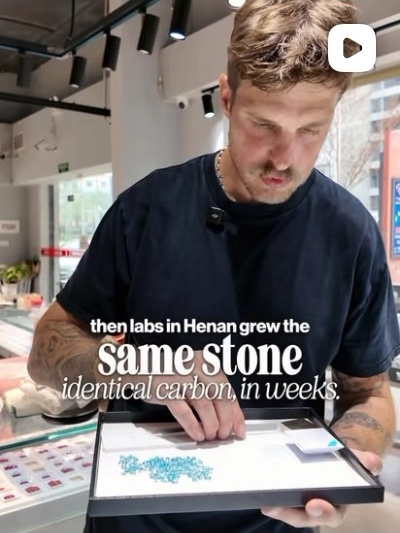 then labs in Henan grew the
same stone
identical carbon, in weeks.